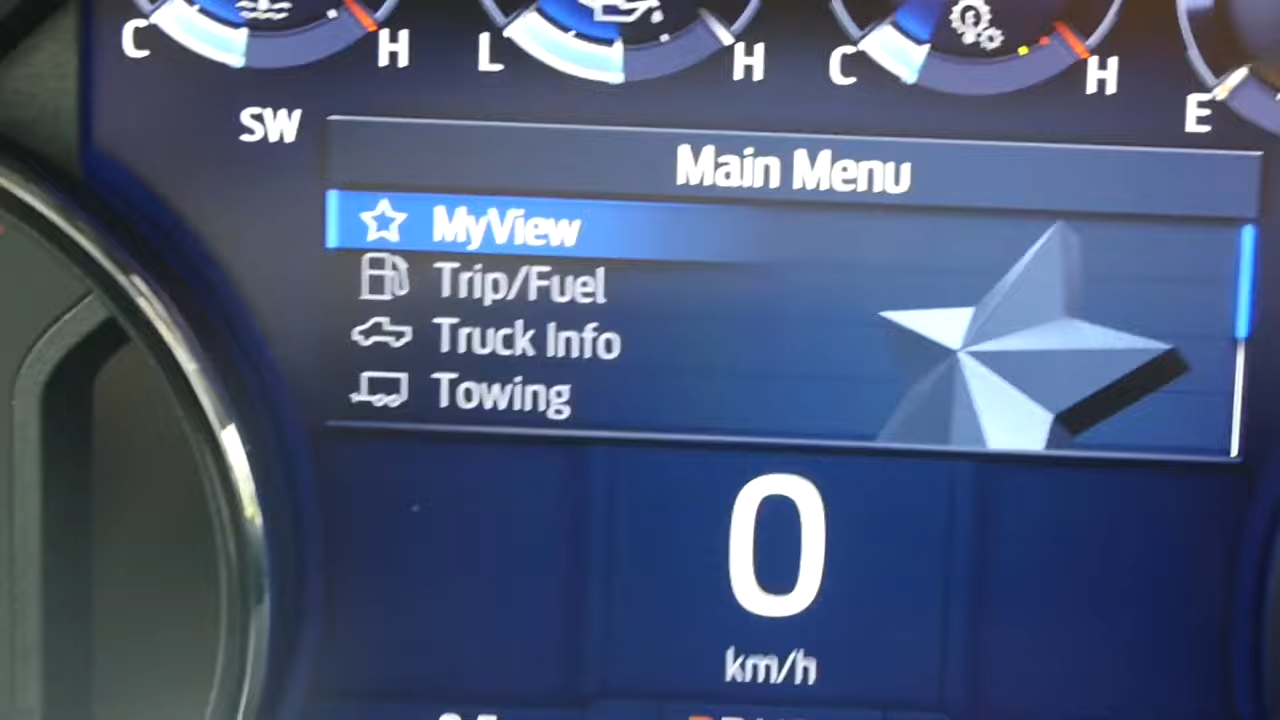 C H L H C H E
SW
Main Menu
MyView
Trip/Fuel
Truck Info
Towing
0
km/h